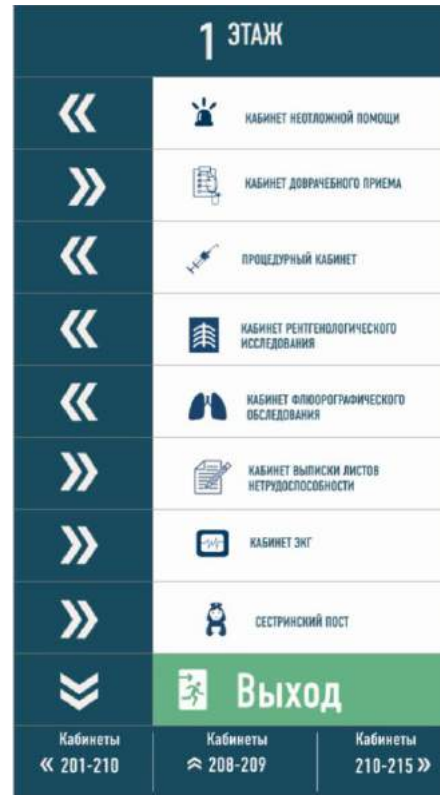 1 ЭТАЖ
КАБИНЕТ НЕОТЛОЖНОЙ ПОМОЩИ
КАБИНЕТ ДОВРАЧЕБНОГО ПРИЕМА
ПРОЦЕДУРНЫЙ КАБИНЕТ
КАБИНЕТ РЕНТГЕНОЛОГИЧЕСКОГО
ИССЛЕДОВАНИЯ
КАБИНЕТ ФЛЮОРОГРАФИЧЕСКОГО
ОБСЛЕДОВАНИЯ
КАБИНЕТ ВЫПИСКИ ЛИСТОВ
НЕТРУДОСПОСОБНОСТИ
КАБИНЕТ ЭКГ
СЕСТРИНСКИЙ ПОСТ
Выход
Кабинеты
« 201-210
Кабинеты
208-209
Кабинеты
210-215 »